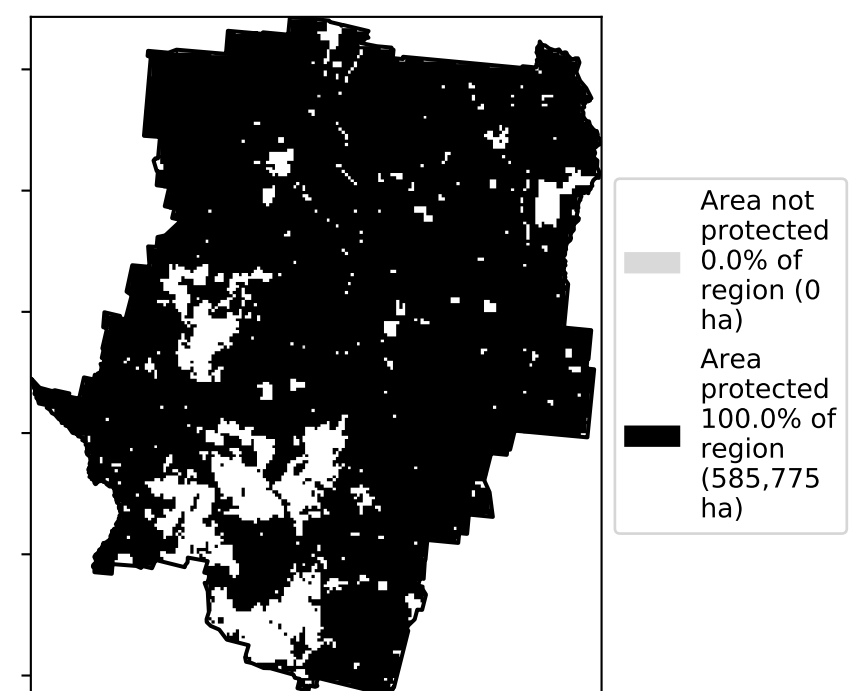 Area not
protected
0.0% of
region (0
ha)
Area
protected
100.0% of
region
(585,775
ha)